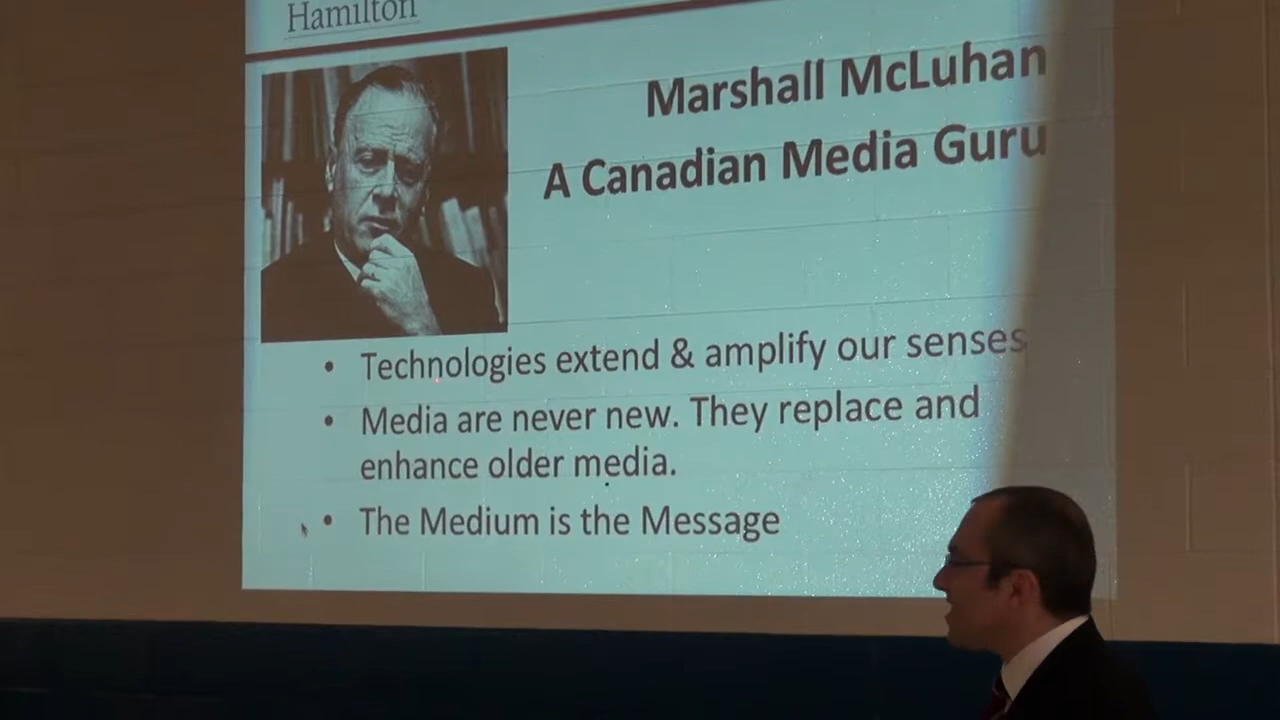 Hamilton
Marshall McLuhan
A Canadian Media Guru
• Technologies extend & amplify our senses
• Media are never new. They replace and
enhance older media.
• The Medium is the Message